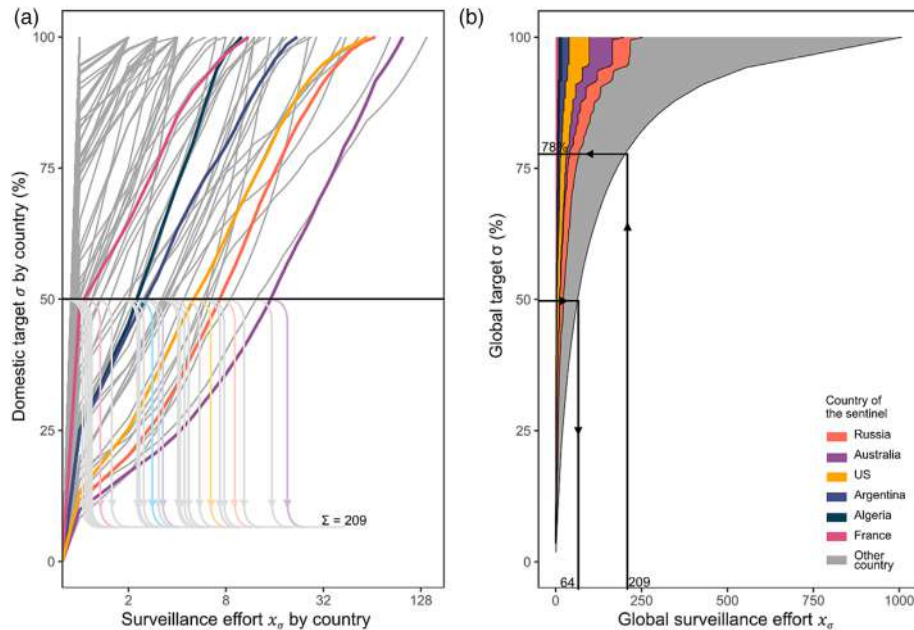 (a)
Domestic target σ by country (%)
100
75
50
25
0
Σ = 209
2
8
32
128
Surveillance effort xσ by country
(b)
Global target σ (%)
100
78%
75
50
25
0
64
209
0
250
500
750
1000
Global surveillance effort xσ
Country of
the sentinel
Russia
Australia
US
Argentina
Algeria
France
Other
country